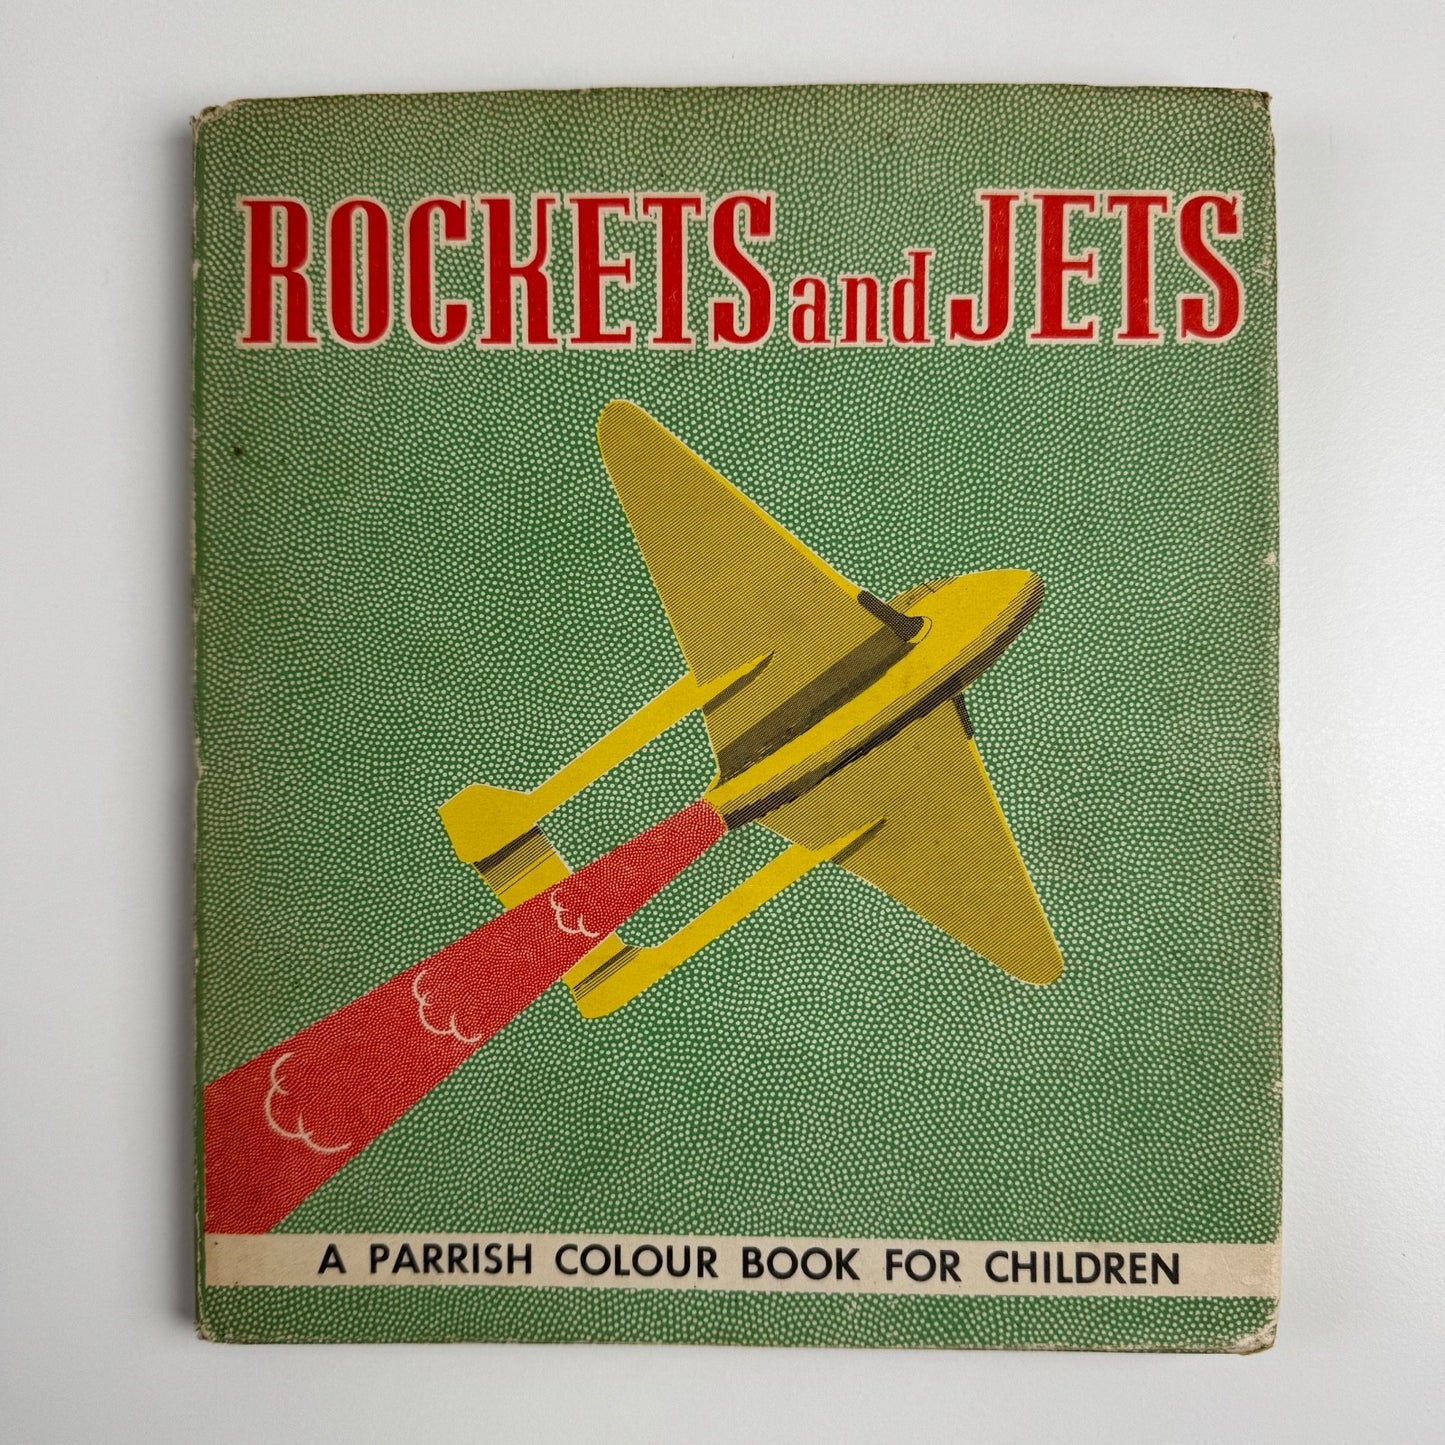 ROCKETS and JETS
A PARRISH COLOUR BOOK FOR CHILDREN